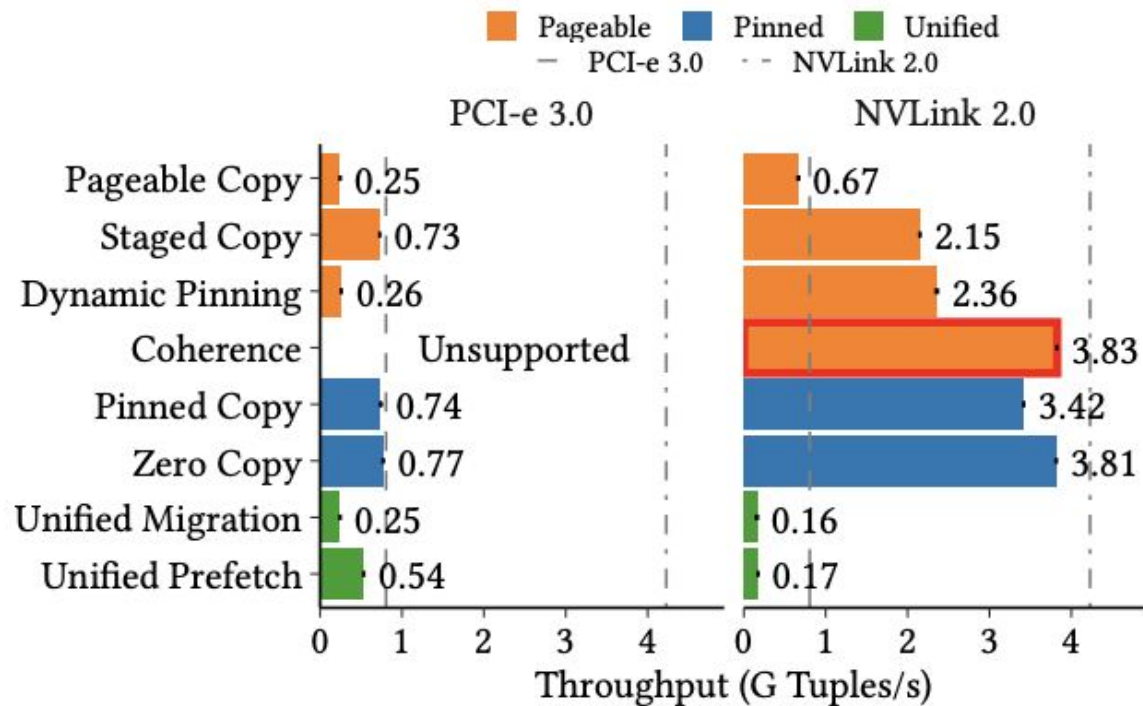 Pageable Pinned Unified
PCI-e 3.0 NVLink 2.0
PCI-e 3.0 NVLink 2.0
Pageable Copy 0.25 0.67
Staged Copy 0.73 2.15
Dynamic Pinning 0.26 2.36
Coherence Unsupported 3.83
Pinned Copy 0.74 3.42
Zero Copy 0.77 3.81
Unified Migration 0.25 0.16
Unified Prefetch 0.54 0.17
0 1 2 3 4 0 1 2 3 4
Throughput (G Tuples/s)